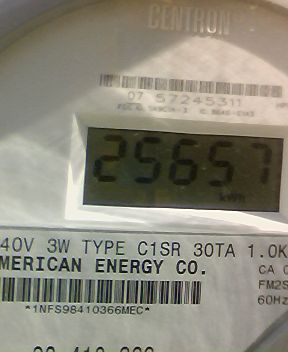 CENTRON
07 57245311
25657
kWh
40V 3W TYPE C1SR 30TA 1.0K
MERICAN ENERGY CO.
CA
FM2S
60Hz
*1NFS98410366MEC*